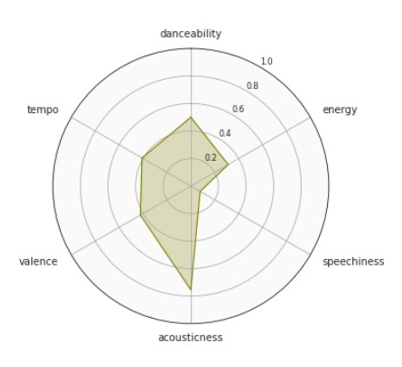 danceability
1.0
0.8
tempo
0.6
energy
0.4
0.2
valence
speechiness
acousticness